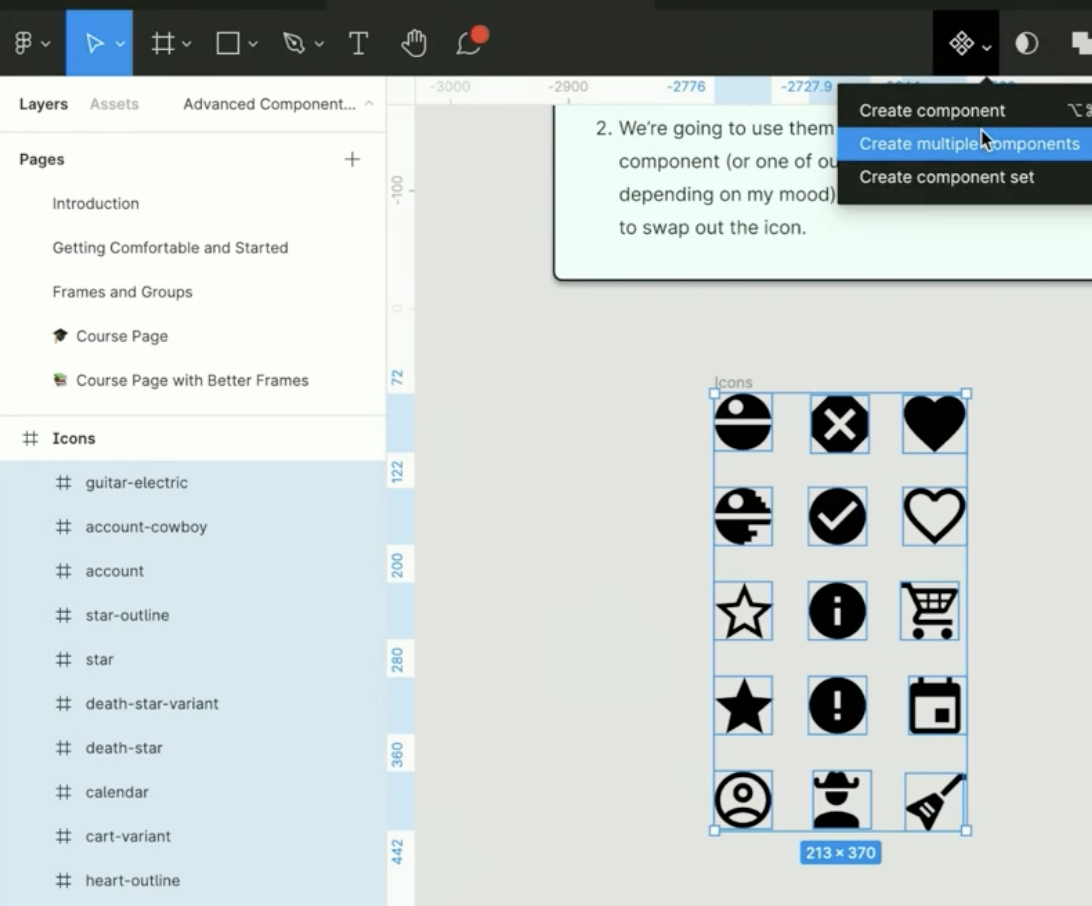 -3000
-2900
-2776
-2727.9
Layers
Assets
Advanced Component...
Create component
Create multiple components
Create component set
Pages
2. We're going to use them
component (or one of ou
depending on my mood)
to swap out the icon.
Introduction
Getting Comfortable and Started
Frames and Groups
Course Page
Course Page with Better Frames
-100
0
72
122
200
280
360
442
Icons
guitar-electric
account-cowboy
account
star-outline
star
death-star-variant
death-star
calendar
cart-variant
heart-outline
Icons
213 × 370